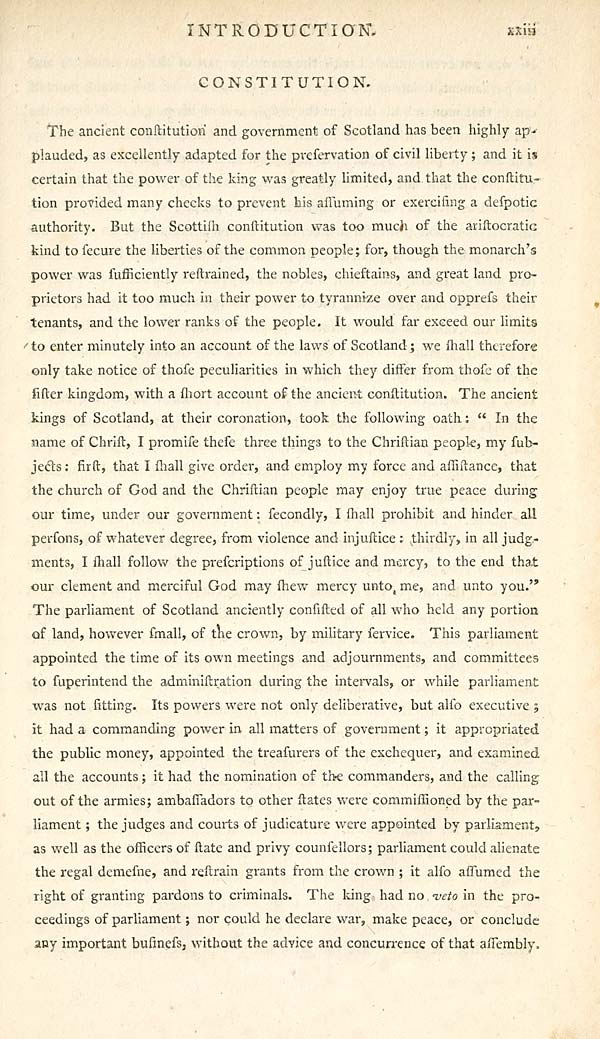 INTRODUCTION. xxiii
CONSTITUTION.
The ancient conſtitution and government of Scotland has been highly ap-
plauded, as excellently adapted for the preſervation of civil liberty; and it is
certain that the power of the king was greatly limited, and that the conſtitu-
tion provided many checks to prevent his aſſuming or exerciſing a deſpotic
authority. But the Scottiſh conſtitution was too much of the ariſtocratic
kind to ſecure the liberties of the common people; for, though the monarch's
power was ſufficiently reſtrained, the nobles, chieftains, and great land pro-
prietors had it too much in their power to tyrannize over and oppreſs their
tenants, and the lower ranks of the people. It would far exceed our limits
to enter minutely into an account of the laws of Scotland; we ſhall therefore
only take notice of thoſe peculiarities in which they differ from thoſe of the
ſiſter kingdom, with a ſhort account of the ancient conſtitution. The ancient
kings of Scotland, at their coronation, took the following oath: “ In the
name of Chriſt, I promiſe theſe three things to the Chriſtian people, my ſub-
jects: firſt, that I ſhall give order, and employ my force and aſſiſtance, that
the church of God and the Chriſtian people may enjoy true peace during
our time, under our government: ſecondly, I ſhall prohibit and hinder all
perſons, of whatever degree, from violence and injuſtice: thirdly, in all judg-
ments, I ſhall follow the preſcriptions of juſtice and mercy, to the end that
our clement and merciful God may ſhew mercy unto me, and unto you.”
The parliament of Scotland anciently conſiſted of all who held any portion
of land, however ſmall, of the crown, by military ſervice. This parliament
appointed the time of its own meetings and adjournments, and committees
to ſuperintend the adminiſtration during the intervals, or while parliament
was not ſitting. Its powers were not only deliberative, but alſo executive;
it had a commanding power in all matters of government; it appropriated
the public money, appointed the treaſurers of the exchequer, and examined
all the accounts; it had the nomination of the commanders, and the calling
out of the armies; ambaſſadors to other ſtates were commiſſioned by the par-
liament; the judges and courts of judicature were appointed by parliament,
as well as the officers of ſtate and privy counſellors; parliament could alienate
the regal demeſne, and reſtrain grants from the crown; it alſo aſſumed the
right of granting pardons to criminals. The king had no veto in the pro-
ceedings of parliament; nor could he declare war, make peace, or conclude
any important buſineſs, without the advice and concurrence of that aſſembly.